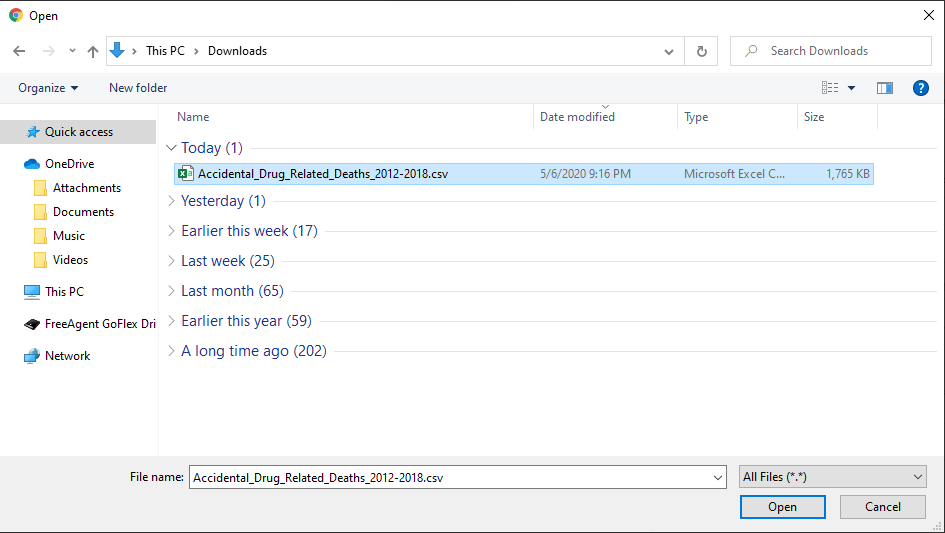 Open
This PC > Downloads
Search Downloads
Organize New folder
?
Name Date modified Type Size
Quick access
OneDrive
Attachments
Documents
Music
Videos
This PC
FreeAgent GoFlex Dri
Network
Today (1)
Accidental_Drug_Related_Deaths_2012-2018.csv 5/6/2020 9:16 PM Microsoft Excel C... 1,765 KB
Yesterday (1)
Earlier this week (17)
Last week (25)
Last month (65)
Earlier this year (59)
A long time ago (202)
File name: Accidental_Drug_Related_Deaths_2012-2018.csv All Files (*.*)
Open Cancel